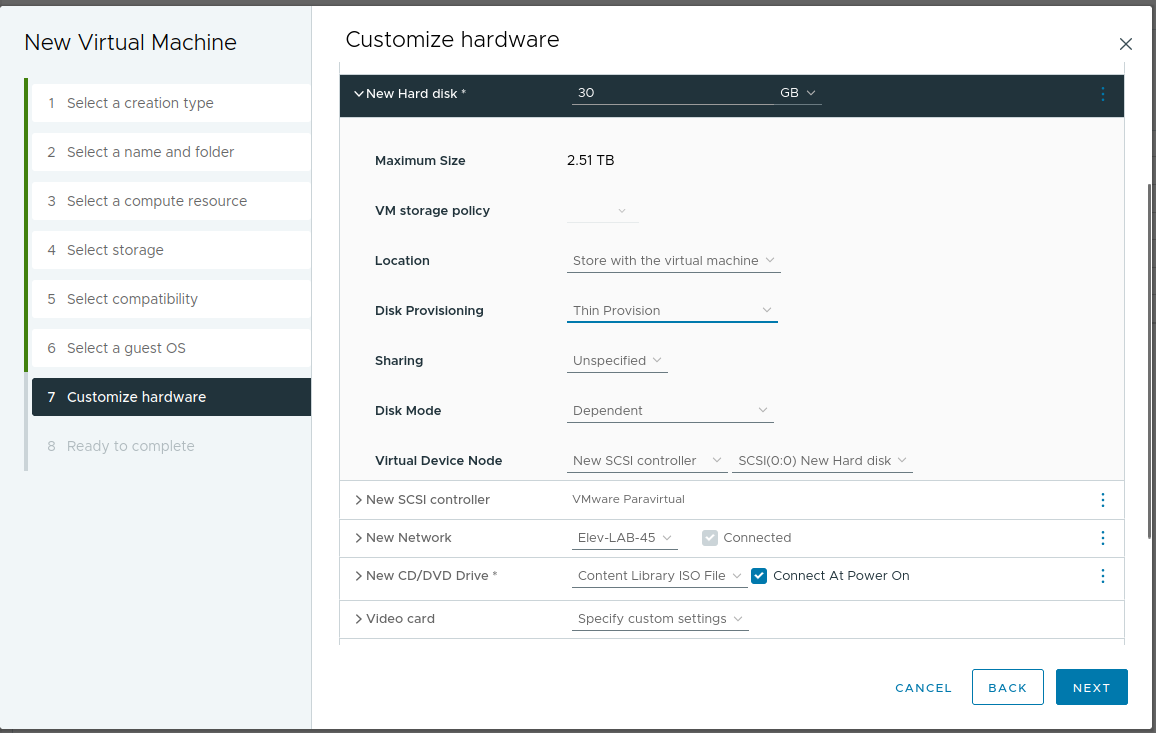 New Virtual Machine
1 Select a creation type
2 Select a name and folder
3 Select a compute resource
4 Select storage
5 Select compatibility
6 Select a guest OS
7 Customize hardware
8 Ready to complete
Customize hardware
New Hard disk * 30 GB
Maximum Size 2.51 TB
VM storage policy
Location Store with the virtual machine
Disk Provisioning Thin Provision
Sharing Unspecified
Disk Mode Dependent
Virtual Device Node New SCSI controller SCSI(0:0) New Hard disk
New SCSI controller VMware Paravirtual
New Network Elev-LAB-45 Connected
New CD/DVD Drive * Content Library ISO File Connect At Power On
Video card Specify custom settings
CANCEL BACK NEXT